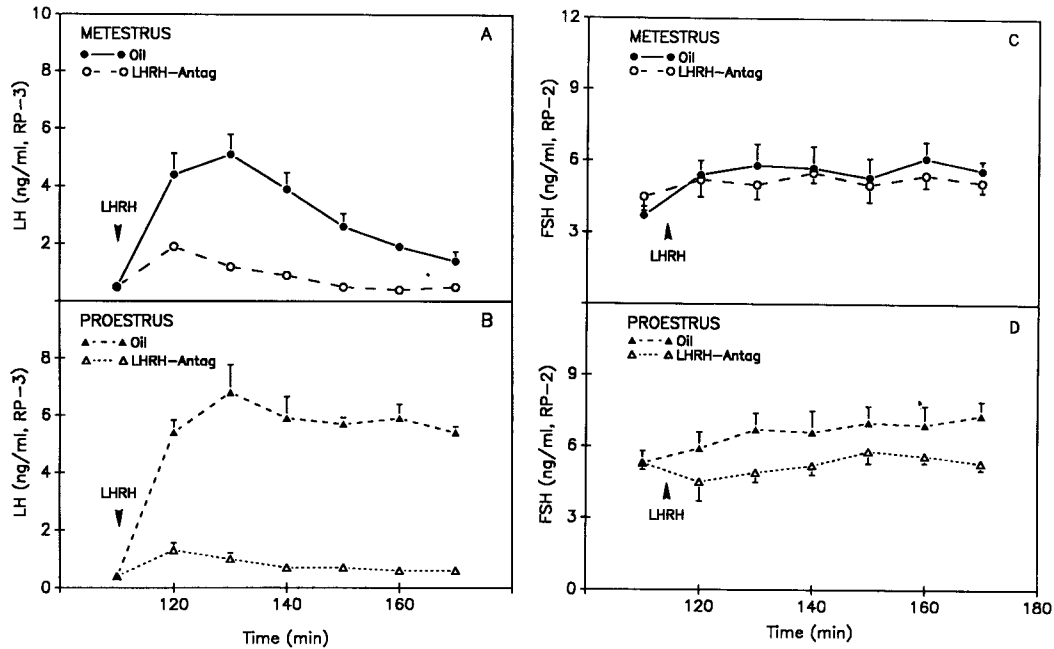 10
8
6
4
2
LH (ng/ml, RP-3)
METESTRUS
Oil
LHRH-Antag
A
LHRH
8
6
4
2
0
LH (ng/ml, RP-3)
PROESTRUS
Oil
LHRH-Antag
B
LHRH
120
140
160
Time (min)
12
9
6
3
FSH (ng/ml, RP-2)
METESTRUS
Oil
LHRH-Antag
C
LHRH
9
6
3
0
FSH (ng/ml, RP-2)
PROESTRUS
Oil
LHRH-Antag
D
LHRH
120
140
160
180
Time (min)